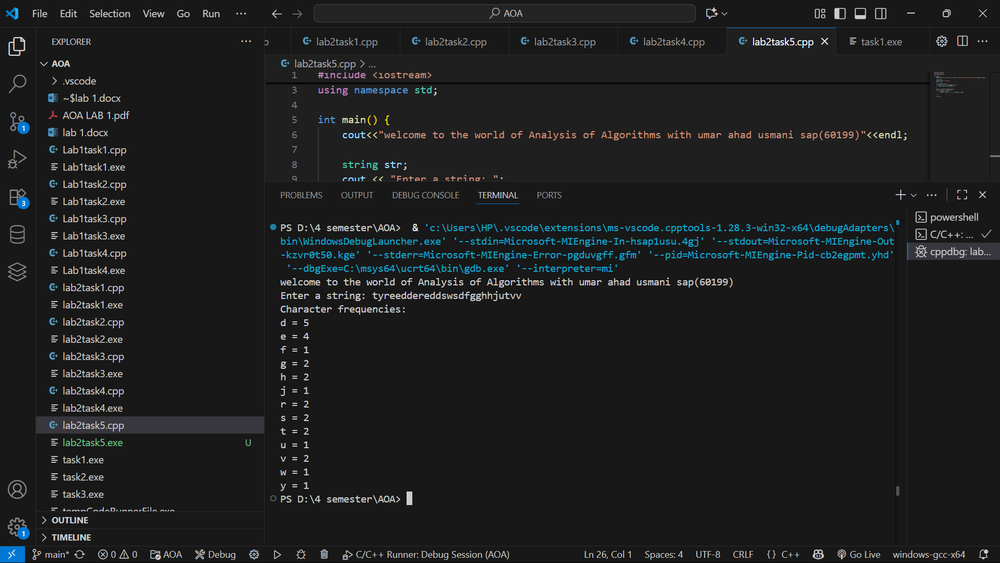 File Edit Selection View Go Run ··· AOA
EXPLORER ···
AOA
.vscode
~$lab 1.docx
AOA LAB 1.pdf
lab 1.docx
Lab1task1.cpp
Lab1task1.exe
Lab1task2.cpp
Lab1task2.exe
Lab1task3.cpp
Lab1task3.exe
Lab1task4.cpp
Lab1task4.exe
lab2task1.cpp
lab2task1.exe
lab2task2.cpp
lab2task2.exe
lab2task3.cpp
lab2task3.exe
lab2task4.cpp
lab2task4.exe
lab2task5.cpp
lab2task5.exe U
task1.exe
task2.exe
task3.exe
tempCodeRunnerFile.exe
OUTLINE
TIMELINE
1
3
1
lab2task1.cpp lab2task2.cpp lab2task3.cpp lab2task4.cpp lab2task5.cpp task1.exe
lab2task5.cpp > ...
1 #include <iostream>
3 using namespace std;
4
5 int main() {
6 cout<<"welcome to the world of Analysis of Algorithms with umar ahad usmani sap(60199)"<<endl;
7
8 string str;
9 cout << "Enter a string: ";
PROBLEMS OUTPUT DEBUG CONSOLE TERMINAL PORTS
PS D:\4 semester\AOA> & 'c:\Users\HP\.vscode\extensions\ms-vscode.cpptools-1.28.3-win32-x64\debugAdapters\
bin\WindowsDebugLauncher.exe' '--stdin=Microsoft-MIEngine-In-hsap1usu.4gj' '--stdout=Microsoft-MIEngine-Out
-kzvr0t50.kge' '--stderr=Microsoft-MIEngine-Error-pgduvgff.gfm' '--pid=Microsoft-MIEngine-Pid-cb2egpmt.yhd'
'--dbgExe=C:\msys64\ucrt64\bin\gdb.exe' '--interpreter=mi'
welcome to the world of Analysis of Algorithms with umar ahad usmani sap(60199)
Enter a string: tyreeddereddswsdfgghhjutvv
Character frequencies:
d = 5
e = 4
f = 1
g = 2
h = 2
j = 1
r = 2
s = 2
t = 2
u = 1
v = 2
w = 1
y = 1
PS D:\4 semester\AOA>
powershell
C/C++: ...
cppdbg: lab...
main* 0 0 AOA Debug C/C++ Runner: Debug Session (AOA) Ln 26, Col 1 Spaces: 4 UTF-8 CRLF {} C++ Go Live windows-gcc-x64